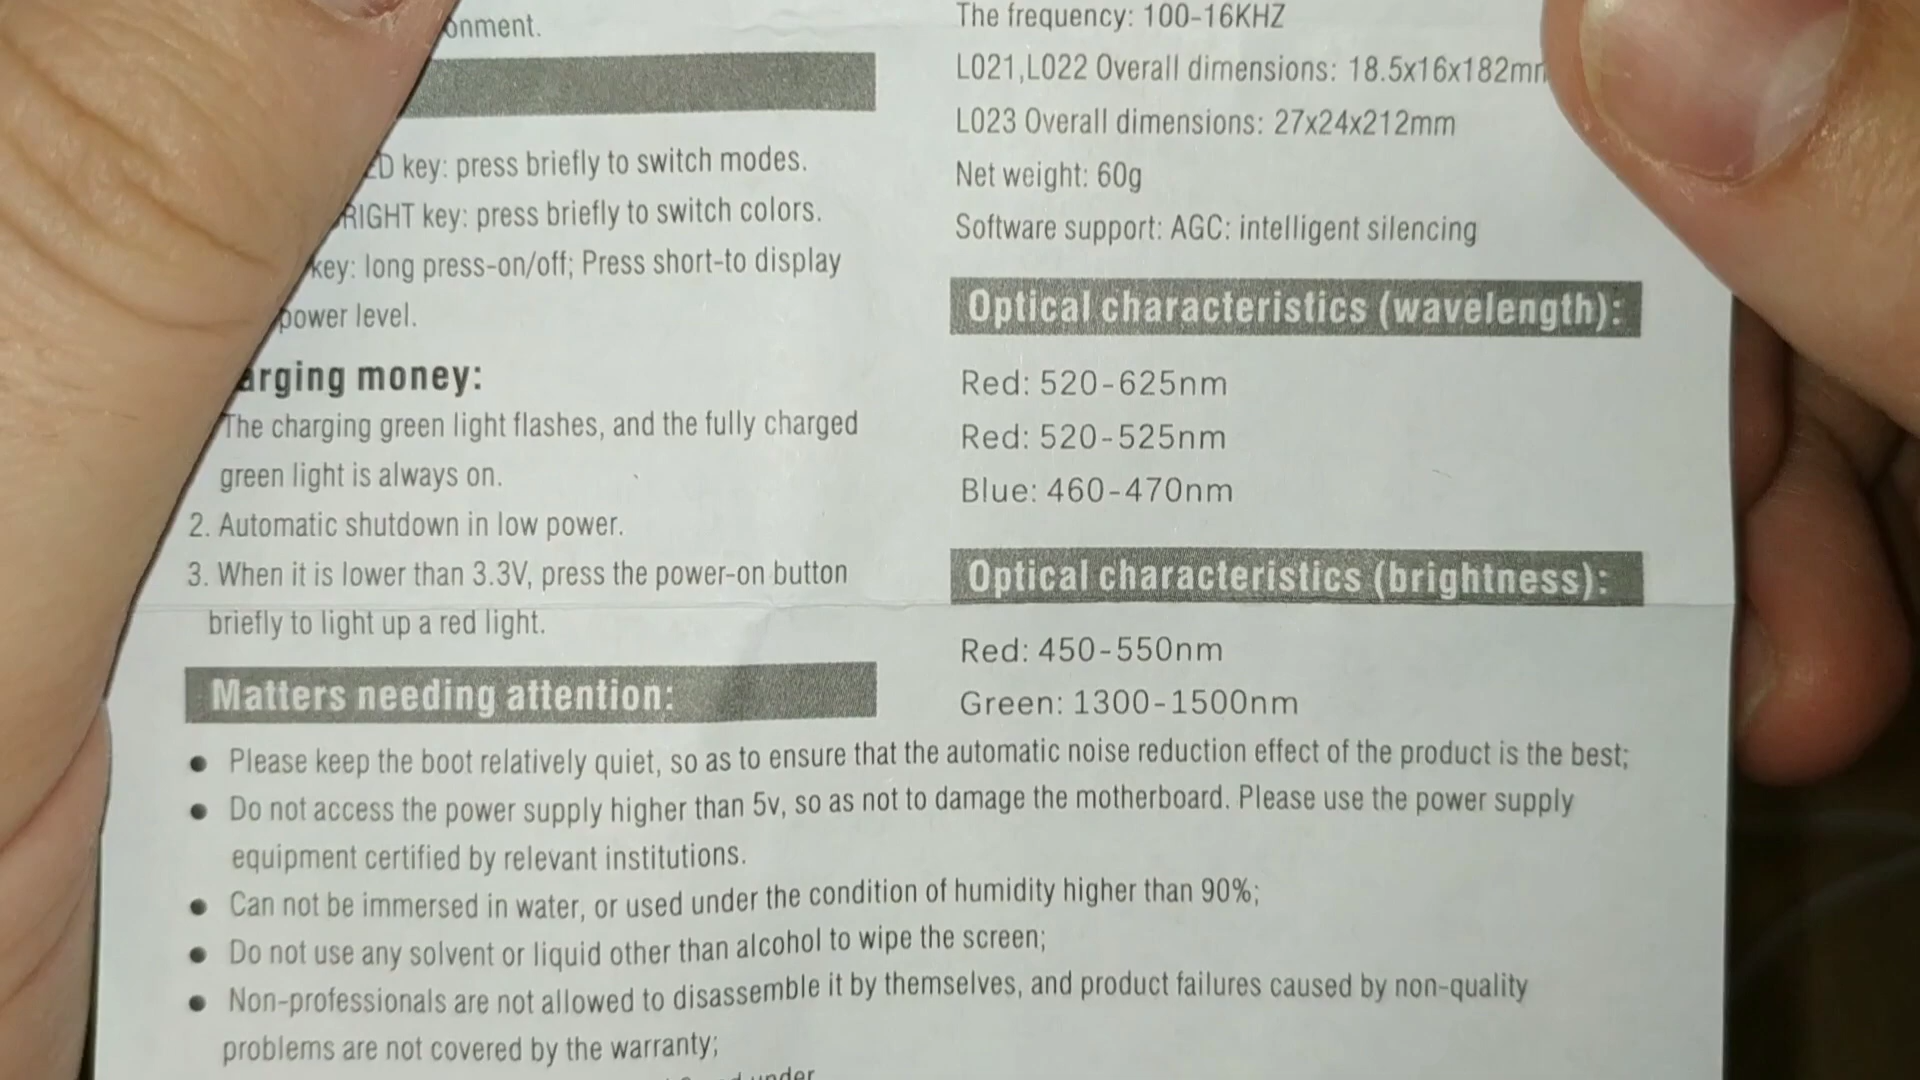 key: press briefly to switch modes.
RIGHT key: press briefly to switch colors.
key: long press-on/off; Press short-to display
power level.
money:
The charging green light flashes, and the fully charged
green light is always on.
2. Automatic shutdown in low power.
3. When it is lower than 3.3V, press the power-on button
briefly to light up a red light.
The frequency: 100-16KHZ
L021,L022 Overall dimensions: 18.5x16x182mm
L023 Overall dimensions: 27x24x212mm
Net weight: 60g
Software support: AGC: intelligent silencing
Optical characteristics (wavelength):
Red: 520-625nm
Red: 520-525nm
Blue: 460-470nm
Optical characteristics (brightness):
Red: 450-550nm
Green: 1300-1500nm
Matters needing attention:
● Please keep the boot relatively quiet, so as to ensure that the automatic noise reduction effect of the product is the best;
● Do not access the power supply higher than 5v, so as not to damage the motherboard. Please use the power supply
equipment certified by relevant institutions.
● Can not be immersed in water, or used under the condition of humidity higher than 90%;
● Do not use any solvent or liquid other than alcohol to wipe the screen;
● Non-professionals are not allowed to disassemble it by themselves, and product failures caused by non-quality
problems are not covered by the warranty;
under